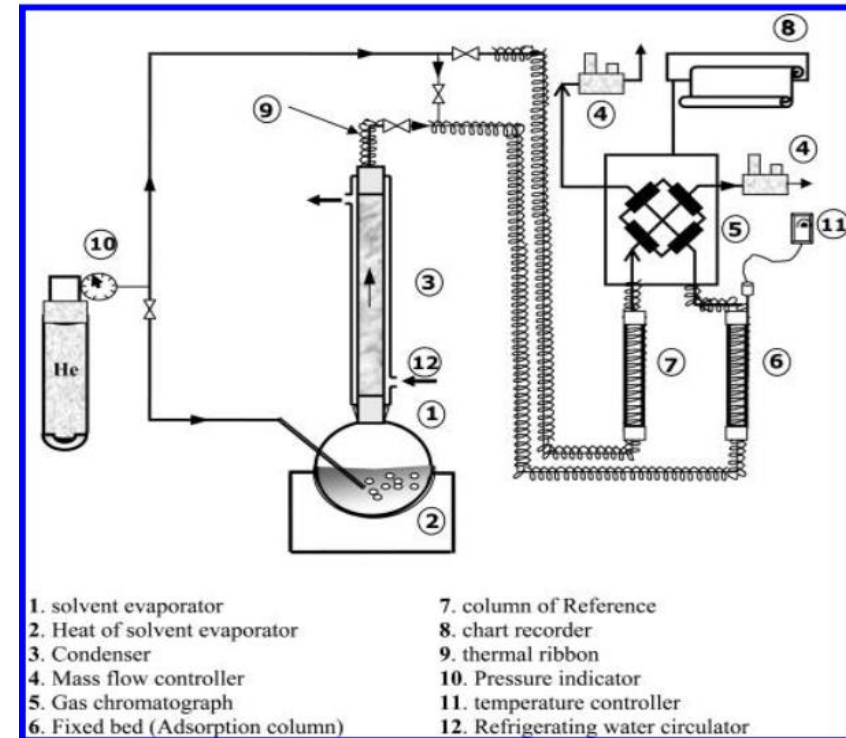 8
4
9
4
5
11
10
3
He
12
7
6
1
2
1. solvent evaporator
2. Heat of solvent evaporator
3. Condenser
4. Mass flow controller
5. Gas chromatograph
6. Fixed bed (Adsorption column)
7. column of Reference
8. chart recorder
9. thermal ribbon
10. Pressure indicator
11. temperature controller
12. Refrigerating water circulator